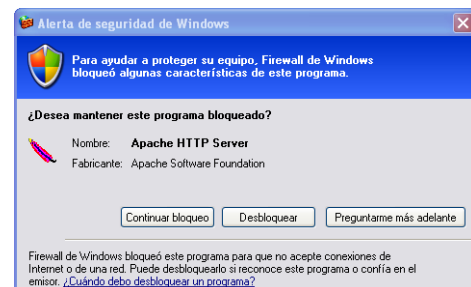 Alerta de seguridad de Windows
Para ayudar a proteger su equipo, Firewall de Windows
bloqueó algunas características de este programa.
¿Desea mantener este programa bloqueado?
Nombre: Apache HTTP Server
Fabricante: Apache Software Foundation
Continuar bloqueo Desbloquear Preguntarme más adelante
Firewall de Windows bloqueó este programa para que no acepte conexiones de
Internet o de una red. Puede desbloquearlo si reconoce este programa o confía en el
emisor. ¿Cuándo debo desbloquear un programa?